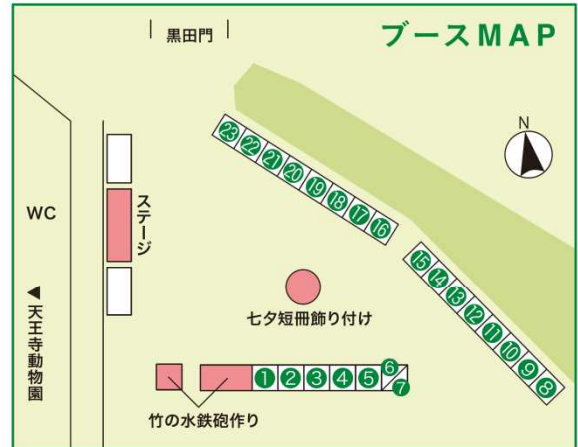 黒田門
ブースMAP
N
㉓ ㉒ ㉑ ⑳ ⑲ ⑱ ⑰ ⑯
⑮ ⑭ ⑬ ⑫ ⑪ ⑩ ⑨ ⑧
WC
ステージ
◀天王寺動物園
七夕短冊飾り付け
① ② ③ ④ ⑤ ⑥ ⑦
竹の水鉄砲作り